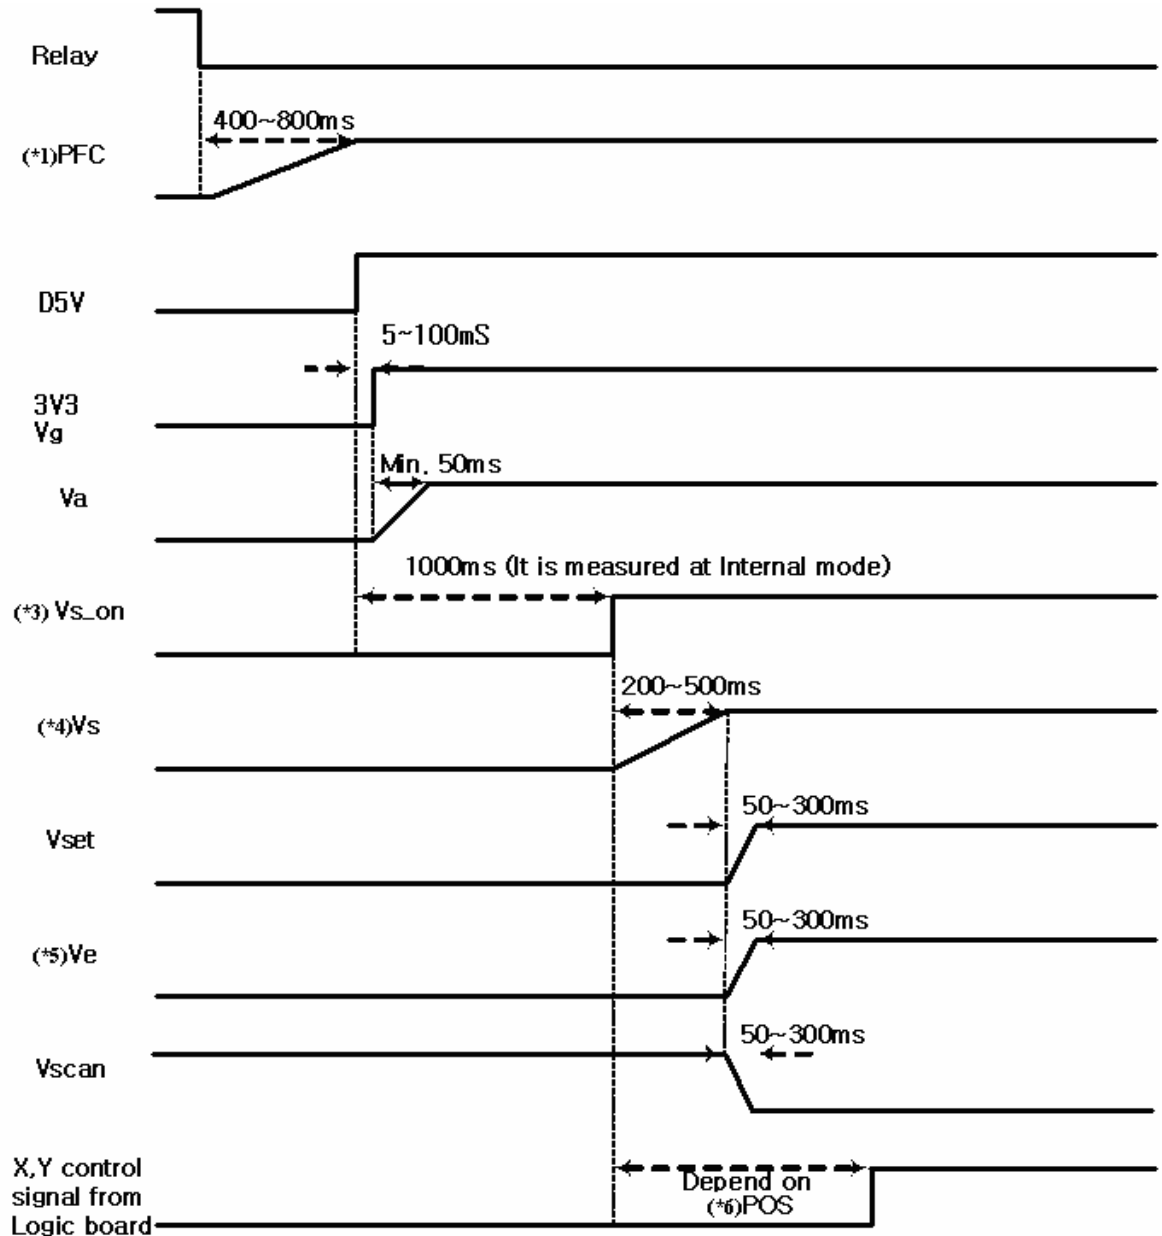 Relay
400~800ms
(*1)PFC
D5V
5~100mS
3V3
Vg
Min. 50ms
Va
1000ms (It is measured at Internal mode)
(*3) Vs_on
200~500ms
(*4)Vs
50~300ms
Vset
50~300ms
(*5)Ve
50~300ms
Vscan
X,Y control
signal from
Logic board
Depend on
(*6)POS